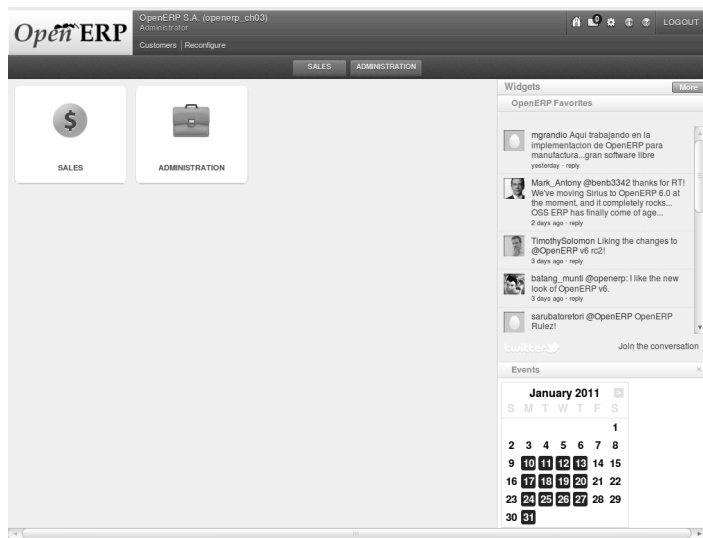 Open ERP
OpenERP S.A. (openerp_ch03)
Administrator
Customers | Reconfigure
0
LOGOUT
SALES
ADMINISTRATION
$
SALES
ADMINISTRATION
Widgets
More
OpenERP Favorites
mgrandio Aqui trabajando en la
implementacion de OpenERP para
manufactura...gran software libre
yesterday · reply
Mark_Antony @benb3342 thanks for RT!
We've moving Sirius to OpenERP 6.0 at
the moment, and it completely rocks...
OSS ERP has finally come of age...
2 days ago · reply
TimothySolomon Liking the changes to
@OpenERP v6 rc2!
3 days ago · reply
batang_munti @openerp: I like the new
look of OpenERP v6.
3 days ago · reply
sarubatoretori @OpenERP OpenERP
Rulez!
twitter
Join the conversation
Events
January 2011
S M T W T F S
1
2 3 4 5 6 7 8
9 10 11 12 13 14 15
16 17 18 19 20 21 22
23 24 25 26 27 28 29
30 31